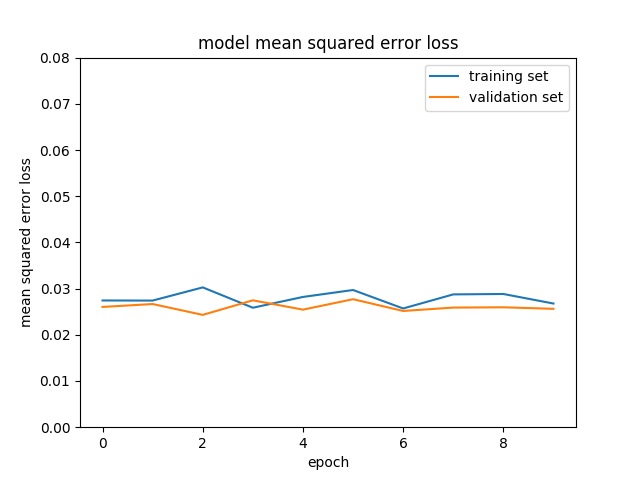 model mean squared error loss
training set
validation set
0.08
0.07
0.06
0.05
0.04
0.03
0.02
0.01
0.00
mean squared error loss
0 2 4 6 8
epoch